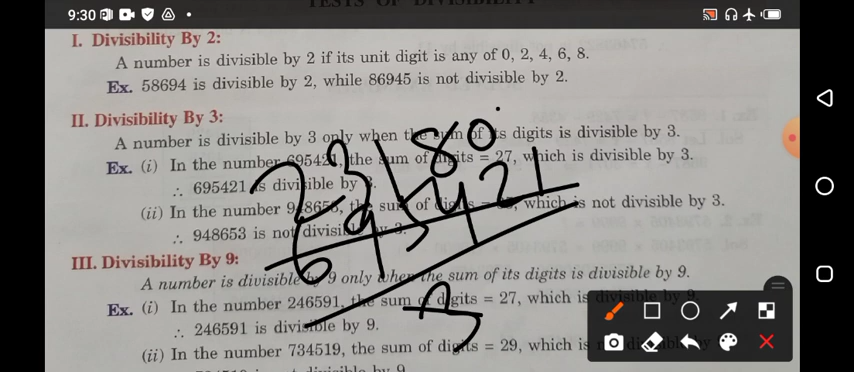 9:30
TESTS OF DIVISIBILITY
I. Divisibility By 2:
A number is divisible by 2 if its unit digit is any of 0, 2, 4, 6, 8.
Ex. 58694 is divisible by 2, while 86945 is not divisible by 2.
II. Divisibility By 3:
A number is divisible by 3 only when the sum of its digits is divisible by 3.
Ex. (i) In the number 695421, the sum of digits = 27, which is divisible by 3.
∴ 695421 is divisible by 3.
(ii) In the number 948653, the sum of digits = which is not divisible by 3.
∴ 948653 is not divisible by 3.
III. Divisibility By 9:
A number is divisible by 9 only when the sum of its digits is divisible by 9.
Ex. (i) In the number 246591, the sum of digits = 27, which is divisible by 9.
∴ 246591 is divisible by 9.
(ii) In the number 734519, the sum of digits = 29, which is
695421
3